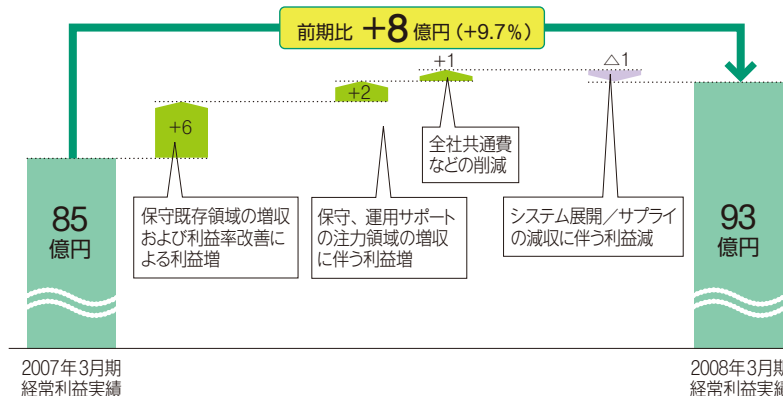 前期比 +8億円(+9.7%)
+6
+2
+1
△1
全社共通費
などの削減
保守既存領域の増収
および利益率改善に
よる利益増
保守、運用サポート
の注力領域の増収
に伴う利益増
システム展開／サプライ
の減収に伴う利益減
85
億円
93
億円
2007年3月期
経常利益実績
2008年3月期
経常利益実績